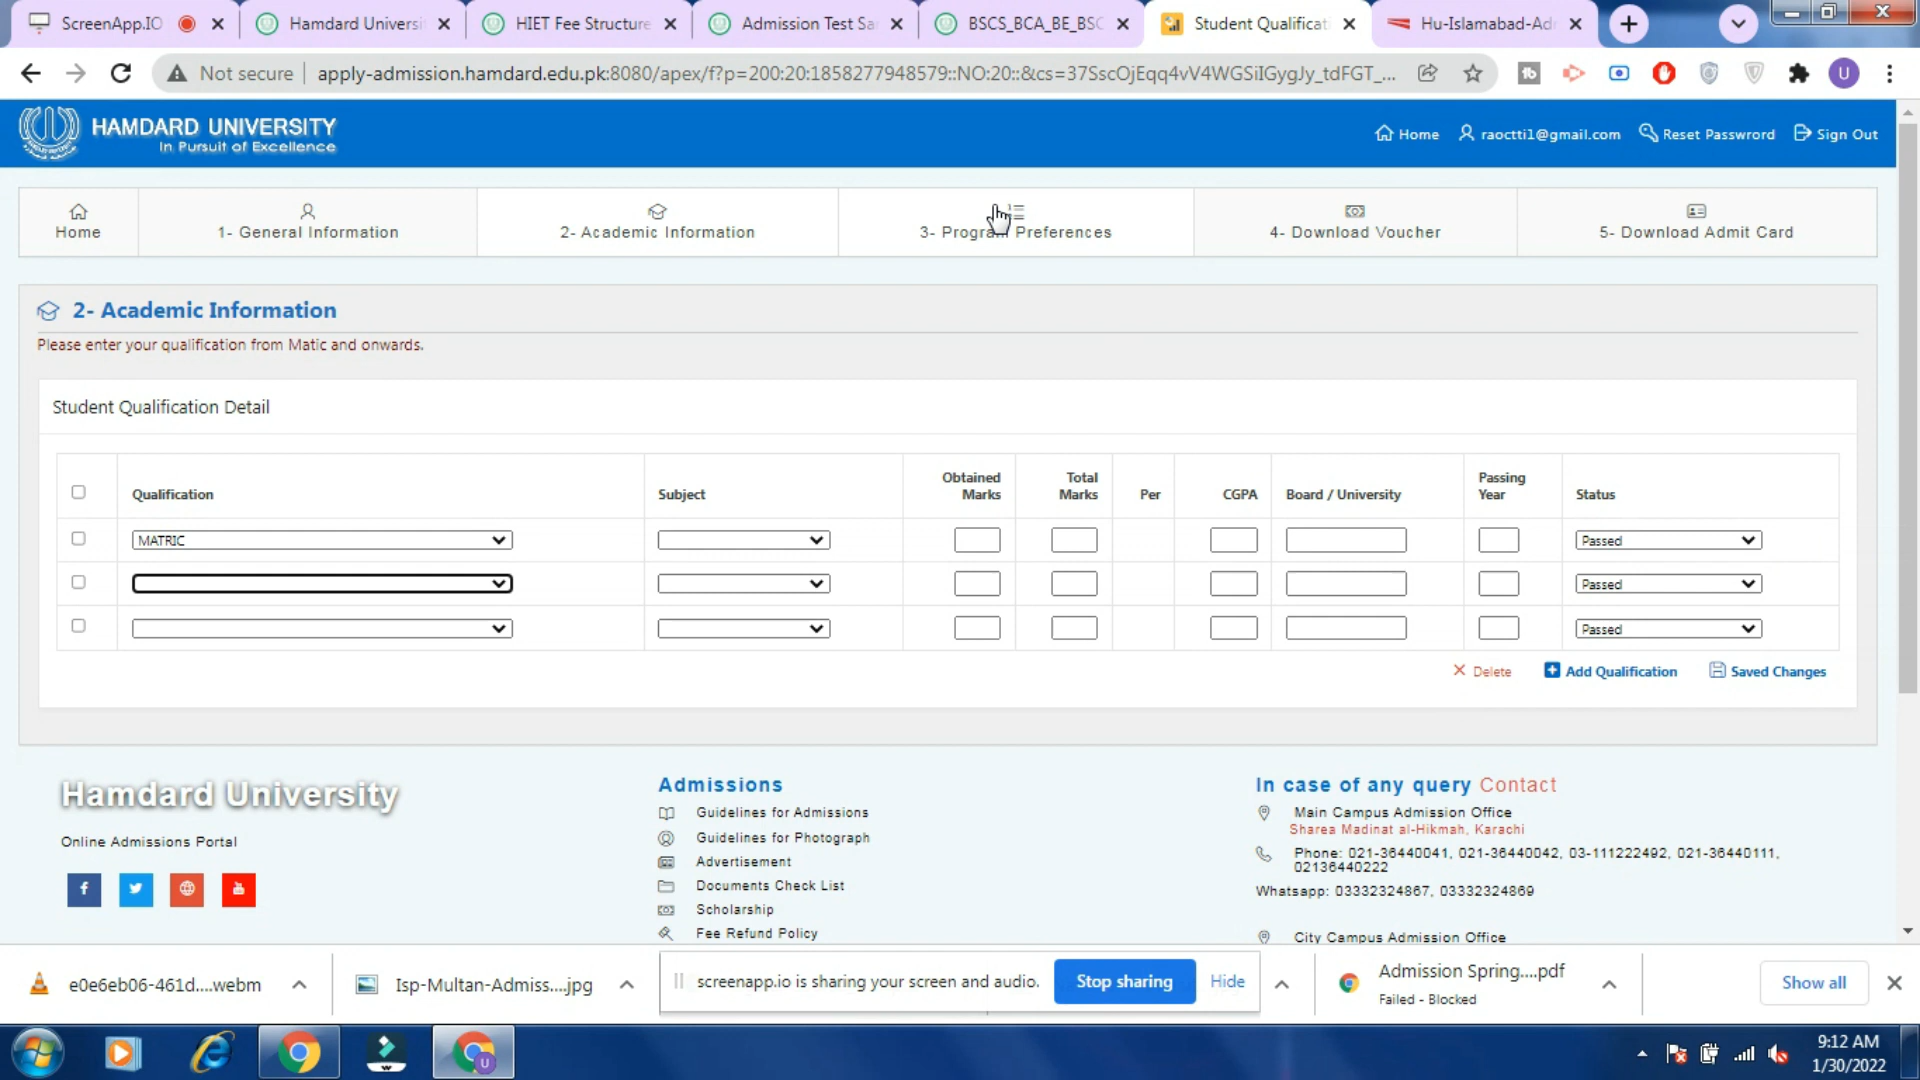 ScreenApp.IO
Hamdard Universi
HIET Fee Structure
Admission Test Sa
BSCS_BCA_BE_BSC
Student Qualificati
Hu-Islamabad-Ad
Not secure
apply-admission.hamdard.edu.pk:8080/apex/f?p=200:20:1858277948579::NO:20::&cs=37SscOjEqq4vV4WGSiIGygJy_tdFGT_...
U
HAMDARD UNIVERSITY
In Pursuit of Excellence
Home
raoctti1@gmail.com
Reset Passwrord
Sign Out
Home
1- General Information
2- Academic Information
3- Program Preferences
4- Download Voucher
5- Download Admit Card
2- Academic Information
Please enter your qualification from Matic and onwards.
Student Qualification Detail
Qualification
Subject
Obtained Marks
Total Marks
Per
CGPA
Board / University
Passing Year
Status
MATRIC
Passed
Passed
Passed
Delete
Add Qualification
Saved Changes
Hamdard University
Online Admissions Portal
Admissions
Guidelines for Admissions
Guidelines for Photograph
Advertisement
Documents Check List
Scholarship
Fee Refund Policy
In case of any query Contact
Main Campus Admission Office
Sharea Madinat al-Hikmah, Karachi
Phone: 021-36440041, 021-36440042, 03-111222492, 021-36440111,
02136440222
Whatsapp: 03332324867, 03332324869
City Campus Admission Office
e0e6eb06-461d....webm
Isp-Multan-Admiss....jpg
screenapp.io is sharing your screen and audio.
Stop sharing
Hide
Admission Spring....pdf
Failed - Blocked
Show all
9:12 AM
1/30/2022